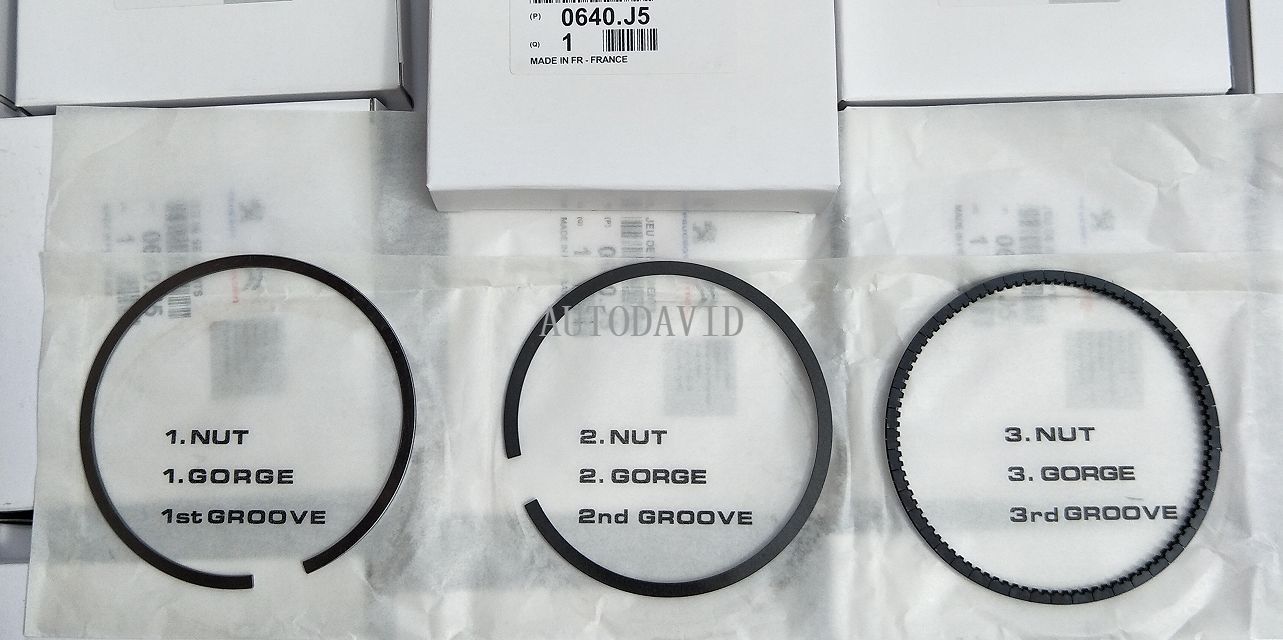 (P) 0640.J5
(Q) 1
MADE IN FR - FRANCE
AUTODAVID
1. NUT
1. GORGE
1st GROOVE
2. NUT
2. GORGE
2nd GROOVE
3. NUT
3. GORGE
3rd GROOVE